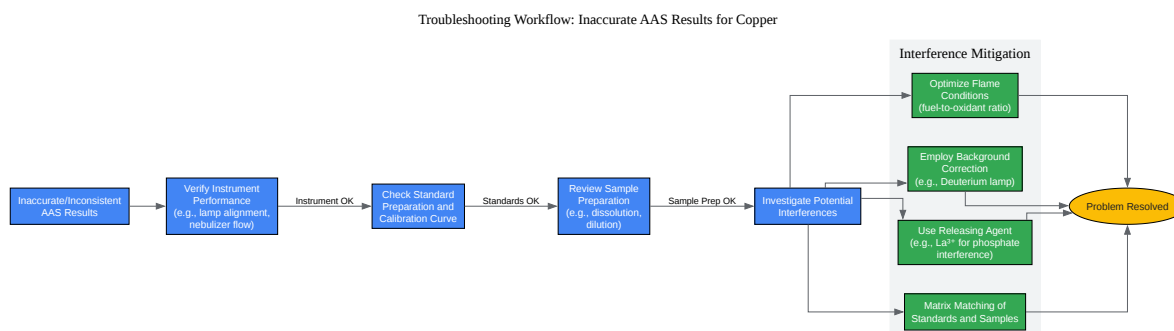 Troubleshooting Workflow: Inaccurate AAS Results for Copper
Inaccurate/Inconsistent
AAS Results
Verify Instrument
Performance
(e.g., lamp alignment,
nebulizer flow)
Instrument OK
Check Standard
Preparation and
Calibration Curve
Standards OK
Review Sample
Preparation
(e.g., dissolution,
dilution)
Sample Prep OK
Investigate Potential
Interferences
Interference Mitigation
Optimize Flame
Conditions
(fuel-to-oxidant ratio)
Employ Background
Correction
(e.g., Deuterium lamp)
Use Releasing Agent
(e.g., La³⁺ for phosphate
interference)
Matrix Matching of
Standards and Samples
Problem Resolved